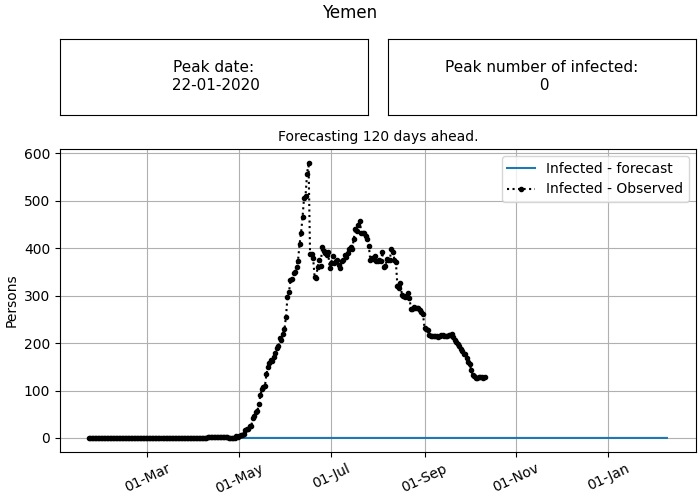 Yemen
Peak date:
22-01-2020
Peak number of infected:
0
Forecasting 120 days ahead.
Infected - forecast
Infected - Observed
Persons
600
500
400
300
200
100
0
01-Mar
01-May
01-Jul
01-Sep
01-Nov
01-Jan